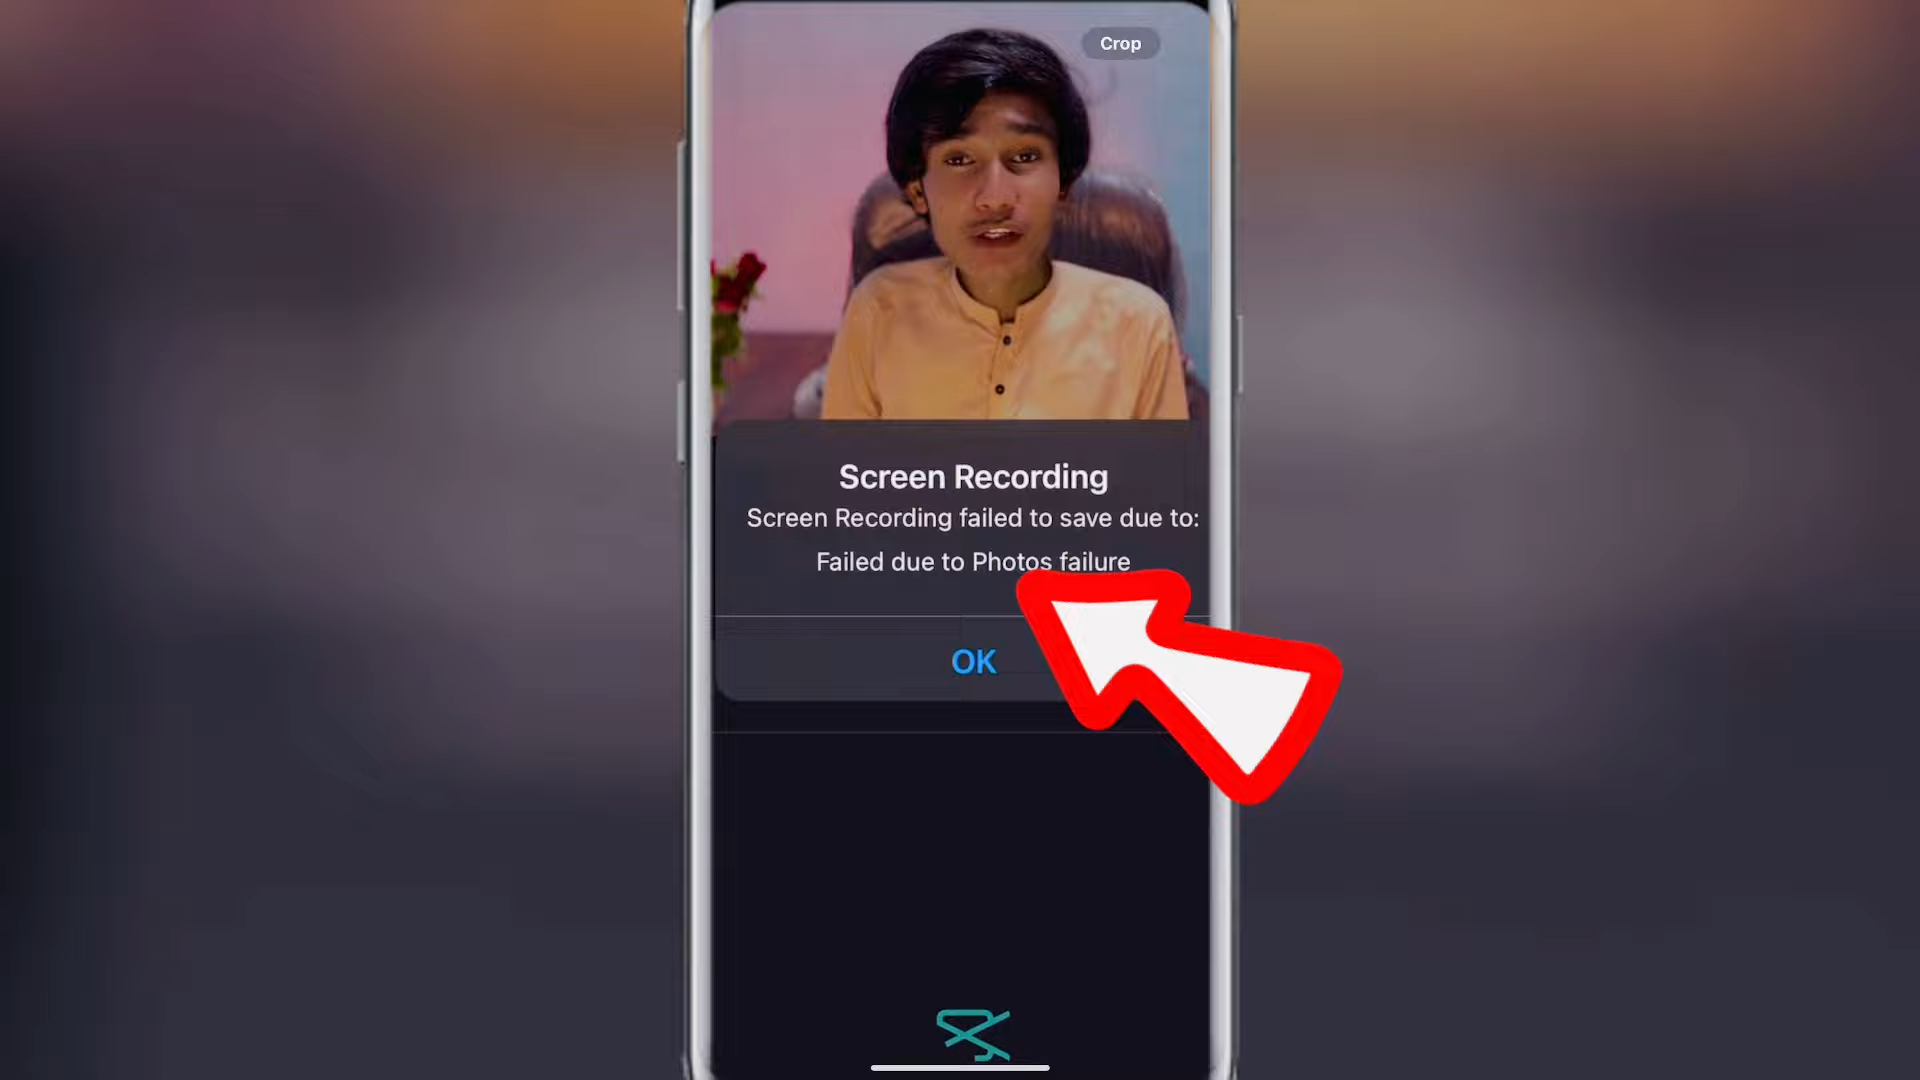 Crop
Screen Recording
Screen Recording failed to save due to:
Failed due to Photos failure
OK